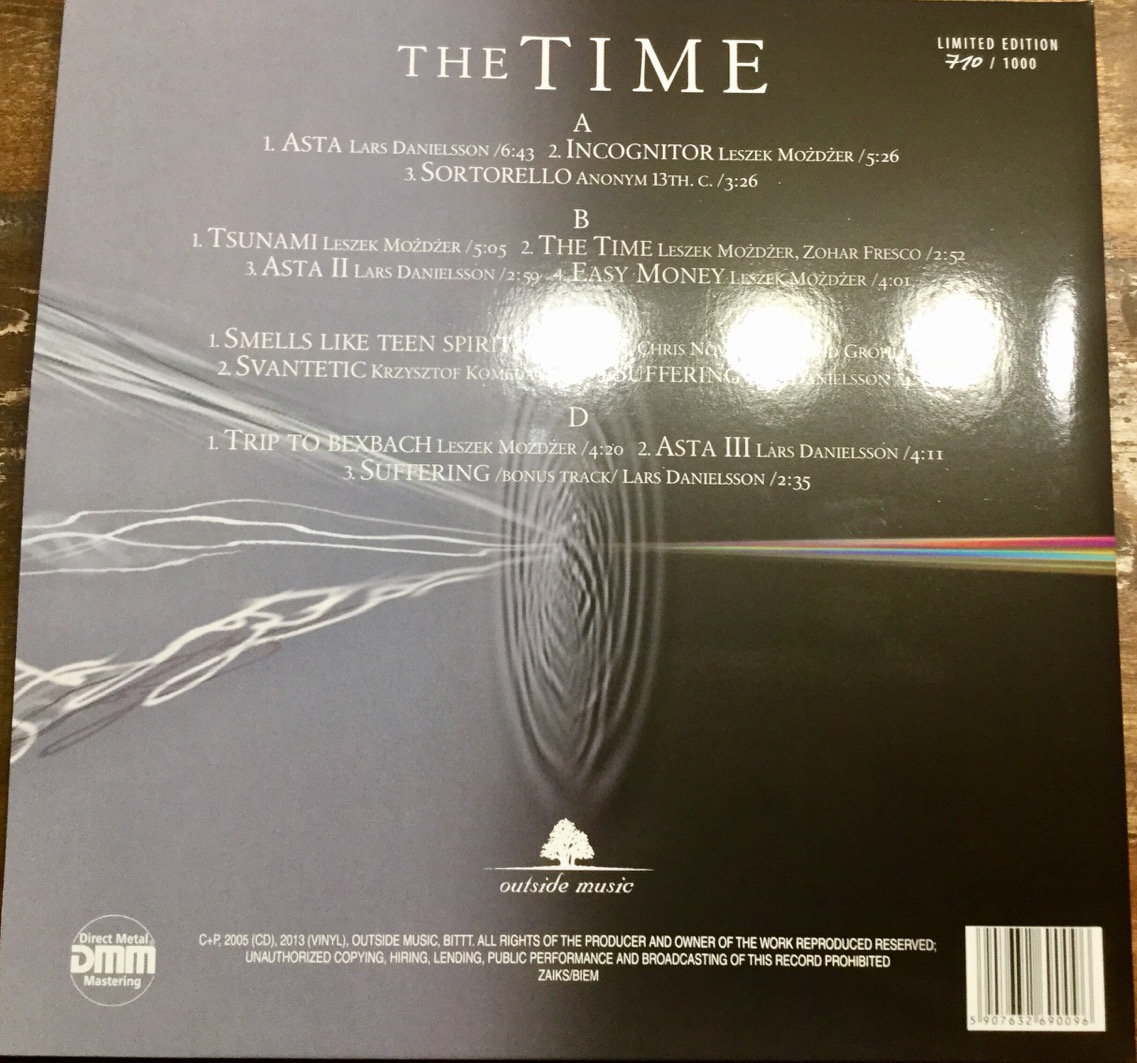 THE TIME
LIMITED EDITION
710 / 1000
A
1. ASTA LARS DANIELSSON /6:43 2. INCOGNITOR LESZEK MOŻDŻER /5:26
3. SORTORELLO ANONYM 13TH. C. /3:26
B
1. TSUNAMI LESZEK MOŻDŻER /5:05 2. THE TIME LESZEK MOŻDŻER, ZOHAR FRESCO /2:52
3. ASTA II LARS DANIELSSON /2:59 4. EASY MONEY LESZEK MOŻDŻER /4:01
1. SMELLS LIKE TEEN SPIRIT CHRIS
2. SVANTETIC KRZYSZTOF SUFFERING
D
1. TRIP TO BEXBACH LESZEK MOŻDŻER /4:20 2. ASTA III LARS DANIELSSON /4:11
3. SUFFERING /BONUS TRACK/ LARS DANIELSSON /2:35
outside music
Direct Metal
DMM
Mastering
C+P, 2005 (CD), 2013 (VINYL), OUTSIDE MUSIC, BITTT. ALL RIGHTS OF THE PRODUCER AND OWNER OF THE WORK REPRODUCED RESERVED;
UNAUTHORIZED COPYING, HIRING, LENDING, PUBLIC PERFORMANCE AND BROADCASTING OF THIS RECORD PROHIBITED
ZAIKS/BIEM
5 907632 690096